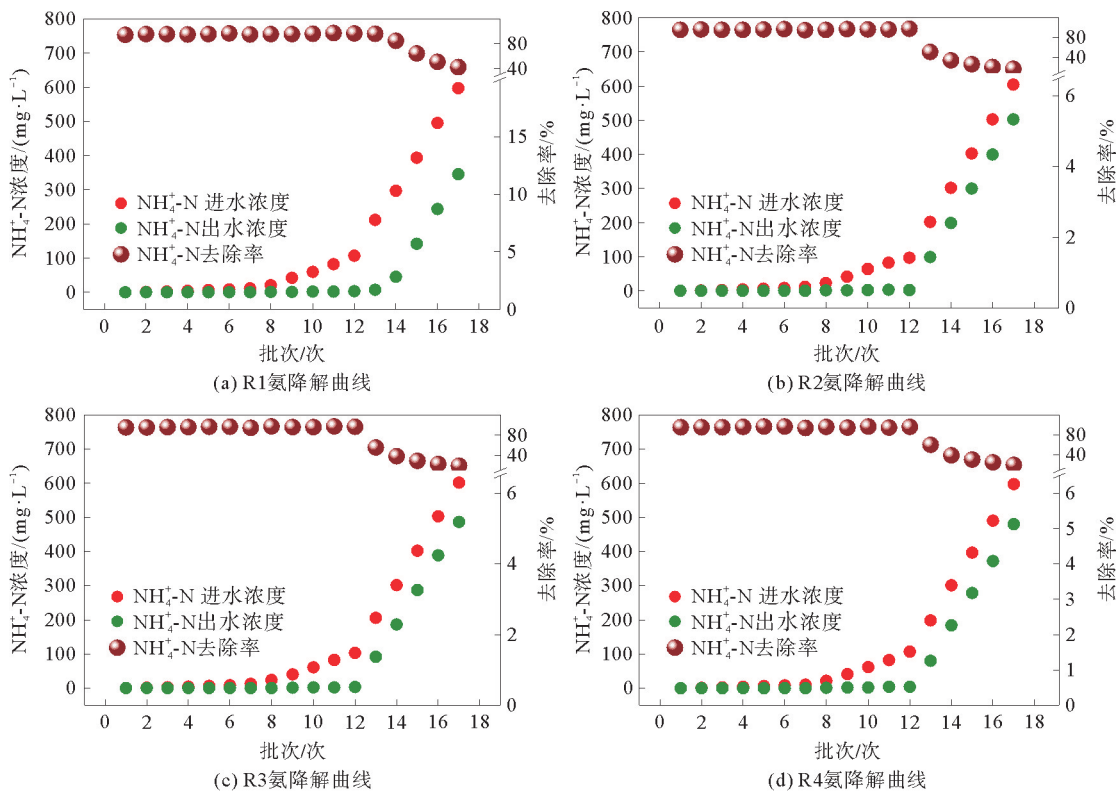 800
700
600
500
400
300
200
100
0
NH₄⁺-N浓度/(mg·L⁻¹)
80
40
15
10
5
0
去除率/%
NH₄⁺-N 进水浓度
NH₄⁺-N出水浓度
NH₄⁺-N去除率
0 2 4 6 8 10 12 14 16 18
批次/次
(a) R1氨降解曲线
800
700
600
500
400
300
200
100
0
NH₄⁺-N浓度/(mg·L⁻¹)
80
40
6
4
2
0
去除率/%
NH₄⁺-N 进水浓度
NH₄⁺-N出水浓度
NH₄⁺-N去除率
0 2 4 6 8 10 12 14 16 18
批次/次
(b) R2氨降解曲线
800
700
600
500
400
300
200
100
0
NH₄⁺-N浓度/(mg·L⁻¹)
80
40
6
4
2
0
去除率/%
NH₄⁺-N 进水浓度
NH₄⁺-N出水浓度
NH₄⁺-N去除率
0 2 4 6 8 10 12 14 16 18
批次/次
(c) R3氨降解曲线
800
700
600
500
400
300
200
100
0
NH₄⁺-N浓度/(mg·L⁻¹)
80
40
6
5
4
3
2
1
0
去除率/%
NH₄⁺-N 进水浓度
NH₄⁺-N出水浓度
NH₄⁺-N去除率
0 2 4 6 8 10 12 14 16 18
批次/次
(d) R4氨降解曲线